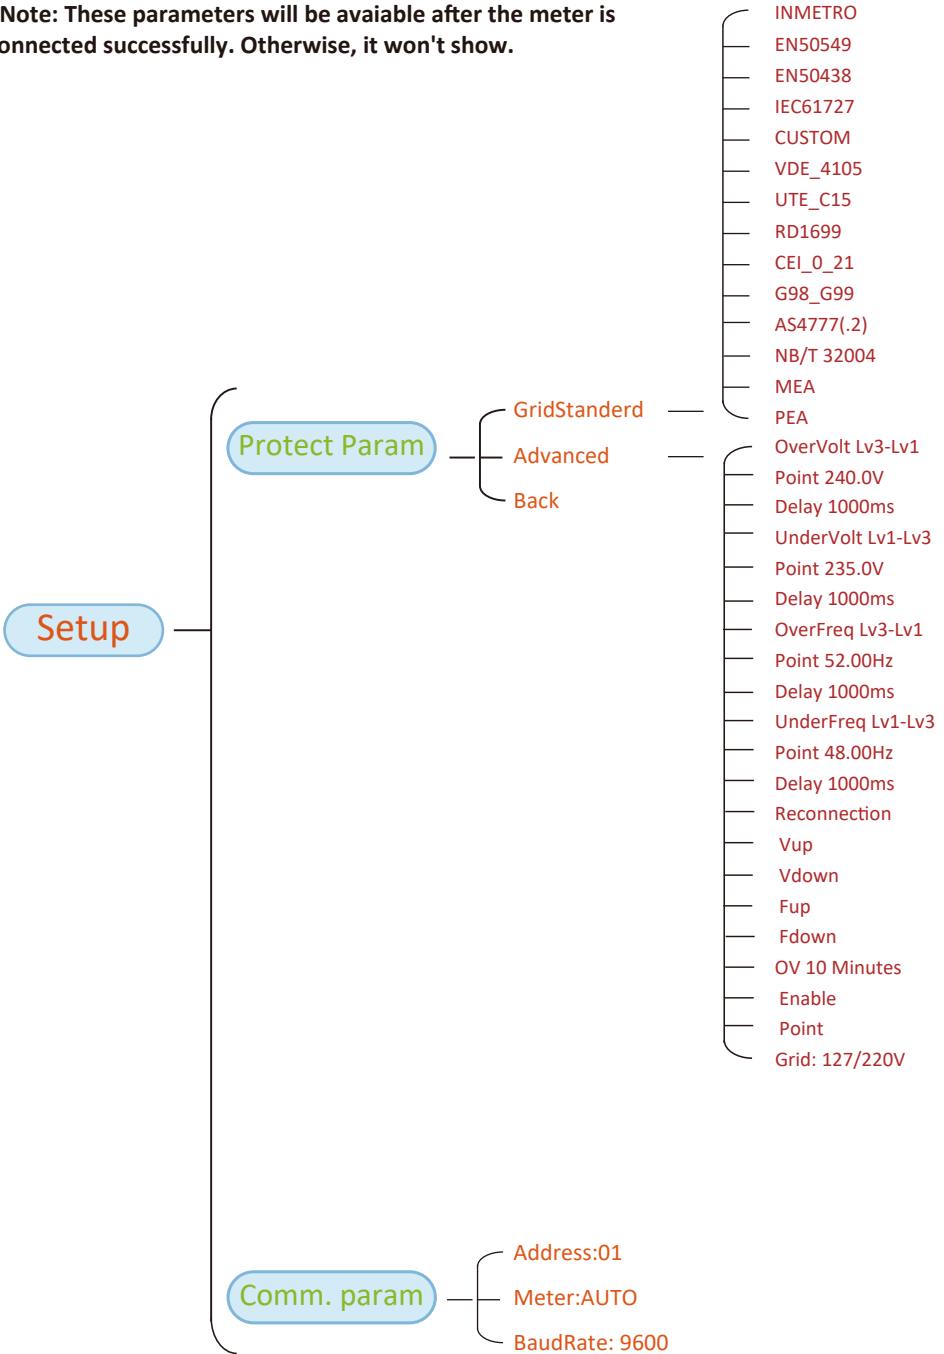 Note: These parameters will be avaiable after the meter is
onnected successfully. Otherwise, it won't show.
INMETRO
EN50549
EN50438
IEC61727
CUSTOM
VDE_4105
UTE_C15
RD1699
CEI_0_21
G98_G99
AS4777(.2)
NB/T 32004
MEA
PEA
GridStanderd
Protect Param
Advanced
Back
OverVolt Lv3-Lv1
Point 240.0V
Delay 1000ms
UnderVolt Lv1-Lv3
Point 235.0V
Delay 1000ms
OverFreq Lv3-Lv1
Point 52.00Hz
Delay 1000ms
UnderFreq Lv1-Lv3
Point 48.00Hz
Delay 1000ms
Reconnection
Vup
Vdown
Fup
Fdown
OV 10 Minutes
Enable
Point
Grid: 127/220V
Setup
Comm. param
Address:01
Meter:AUTO
BaudRate: 9600